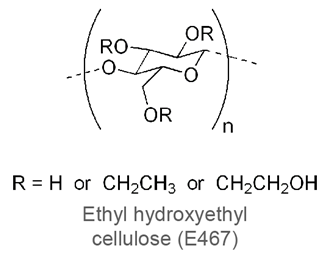 RO OR
O O
OR
n
R = H or CH₂CH₃ or CH₂CH₂OH
Ethyl hydroxyethyl
cellulose (E467)